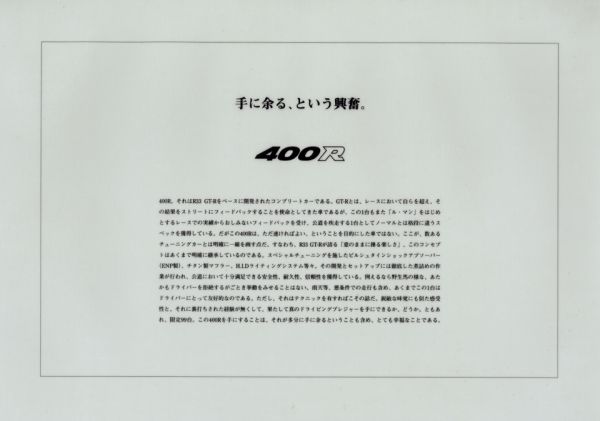 手に余る、という興奮。
400R
400R、それはR33 GT-Rをベースに開発されたコンプリートカーである。GT-Rとは、レースにおいて自らを超え、そ
の結果をストリートにフィードバックすることを使命としてきた車であるが、この1台もまた「ル・マン」をはじめ
とするレースでの実績からおしみないフィードバックを受け、公道を疾走する1台としてノーマルとは格段に違うス
ペックを獲得している。だがこの400Rは、ただ速ければよい、ということを目的にした車ではない。ここが、数ある
チューニングカーとは明確に一線を画す点だ。すなわち、R33 GT-Rが誇る「意のままに操る楽しさ」。このコンセプ
トはあくまで明確に継承しているのである。スペシャルチューニングを施したビルシュタインショックアブソーバー
(ENP製)、チタン製マフラー、H.I.Dライティングシステム等々、その開発とセットアップには徹底した煮詰めの作
業が行われ、公道において十分満足できる安全性、耐久性、信頼性を獲得している。例えるなら野生馬の様な、あた
かもドライバーを拒絶するがごとき挙動をみせることはない。雨天等、悪条件での走行も含め、あくまでこの1台は
ドライバーにとって友好的なのである。ただし、それはテクニックを有すればこその話だ。鋭敏な味覚にも似た感受
性と、それに裏打ちされた経験が無くして、果たして真のドライビングプレジャーを手にできるか、どうか。ともあ
れ、限定99台。この400Rを手にすることは、それが多分に手に余るということも含め、とても幸福なことである。